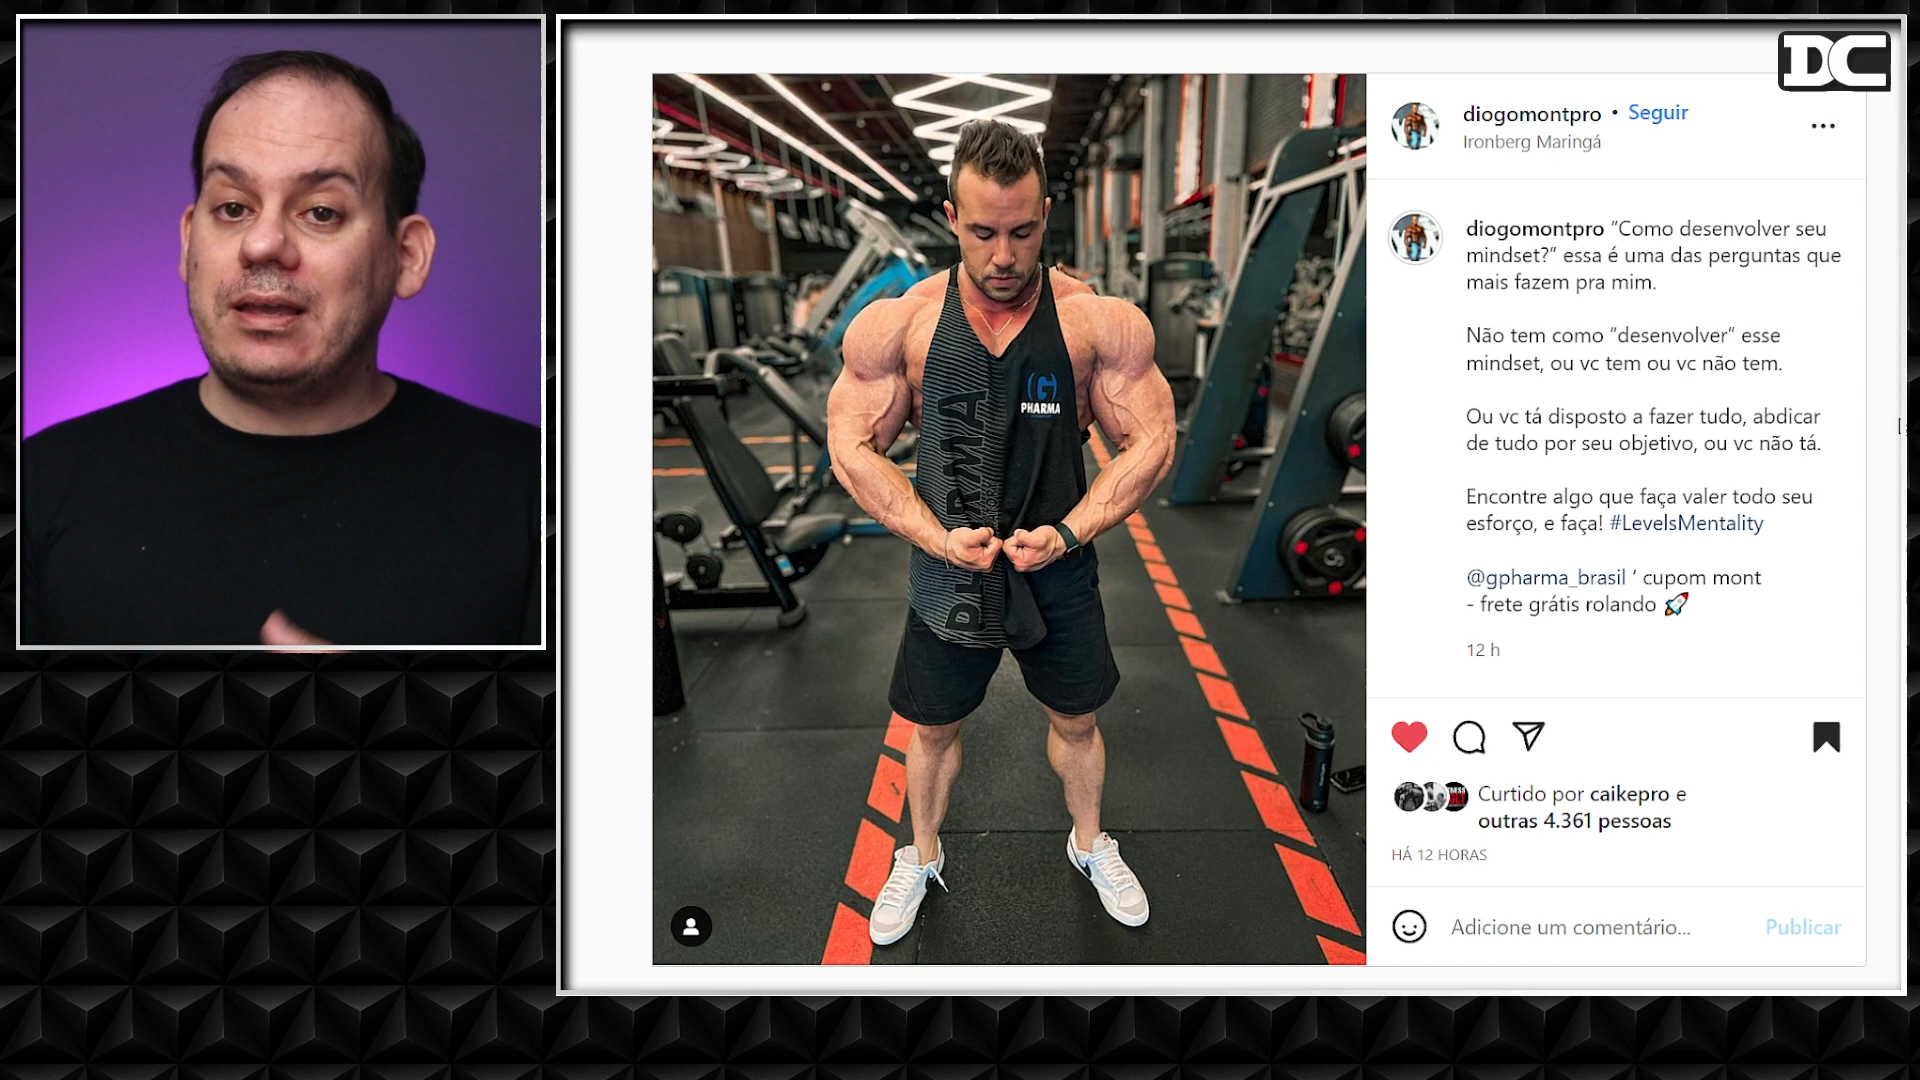 DC
diogomontpro • Seguir
Ironberg Maringá
diogomontpro “Como desenvolver seu
mindset?” essa é uma das perguntas que
mais fazem pra mim.
Não tem como “desenvolver“ esse
mindset, ou vc tem ou vc não tem.
Ou vc tá disposto a fazer tudo, abdicar
de tudo por seu objetivo, ou vc não tá.
Encontre algo que faça valer todo seu
esforço, e faça! #LevelsMentality
@gpharma_brasil ‘ cupom mont
- frete grátis rolando 🚀
12 h
Curtido por caikepro e
outras 4.361 pessoas
HÁ 12 HORAS
Adicione um comentário... Publicar
G
PHARMA